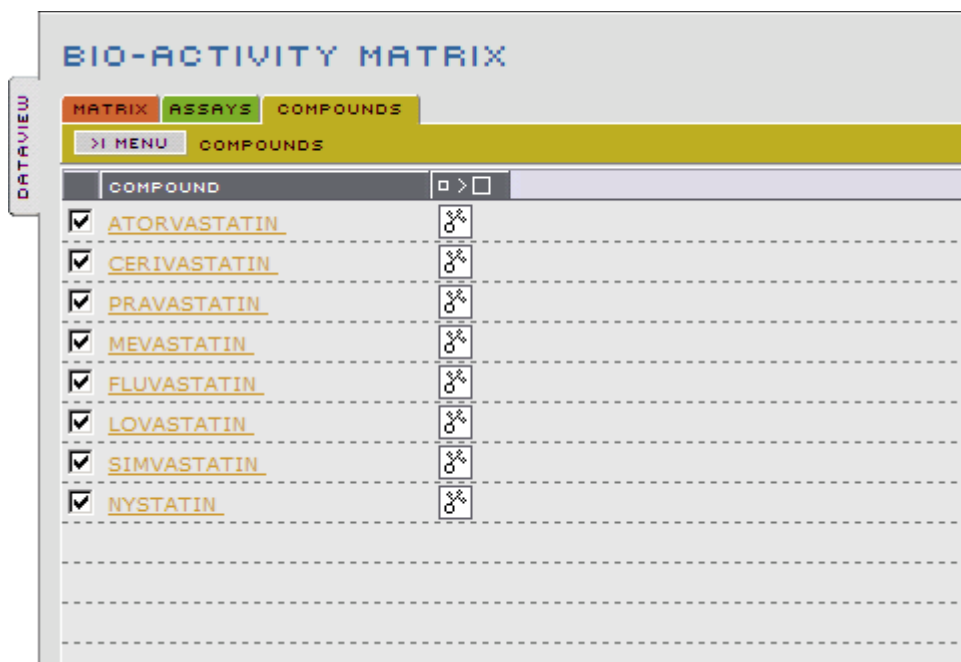 BIO-ACTIVITY MATRIX
DATAVIEW
MATRIX ASSAYS COMPOUNDS
>I MENU COMPOUNDS
COMPOUND
ATORVASTATIN
CERIVASTATIN
PRAVASTATIN
MEVASTATIN
FLUVASTATIN
LOVASTATIN
SIMVASTATIN
NYSTATIN